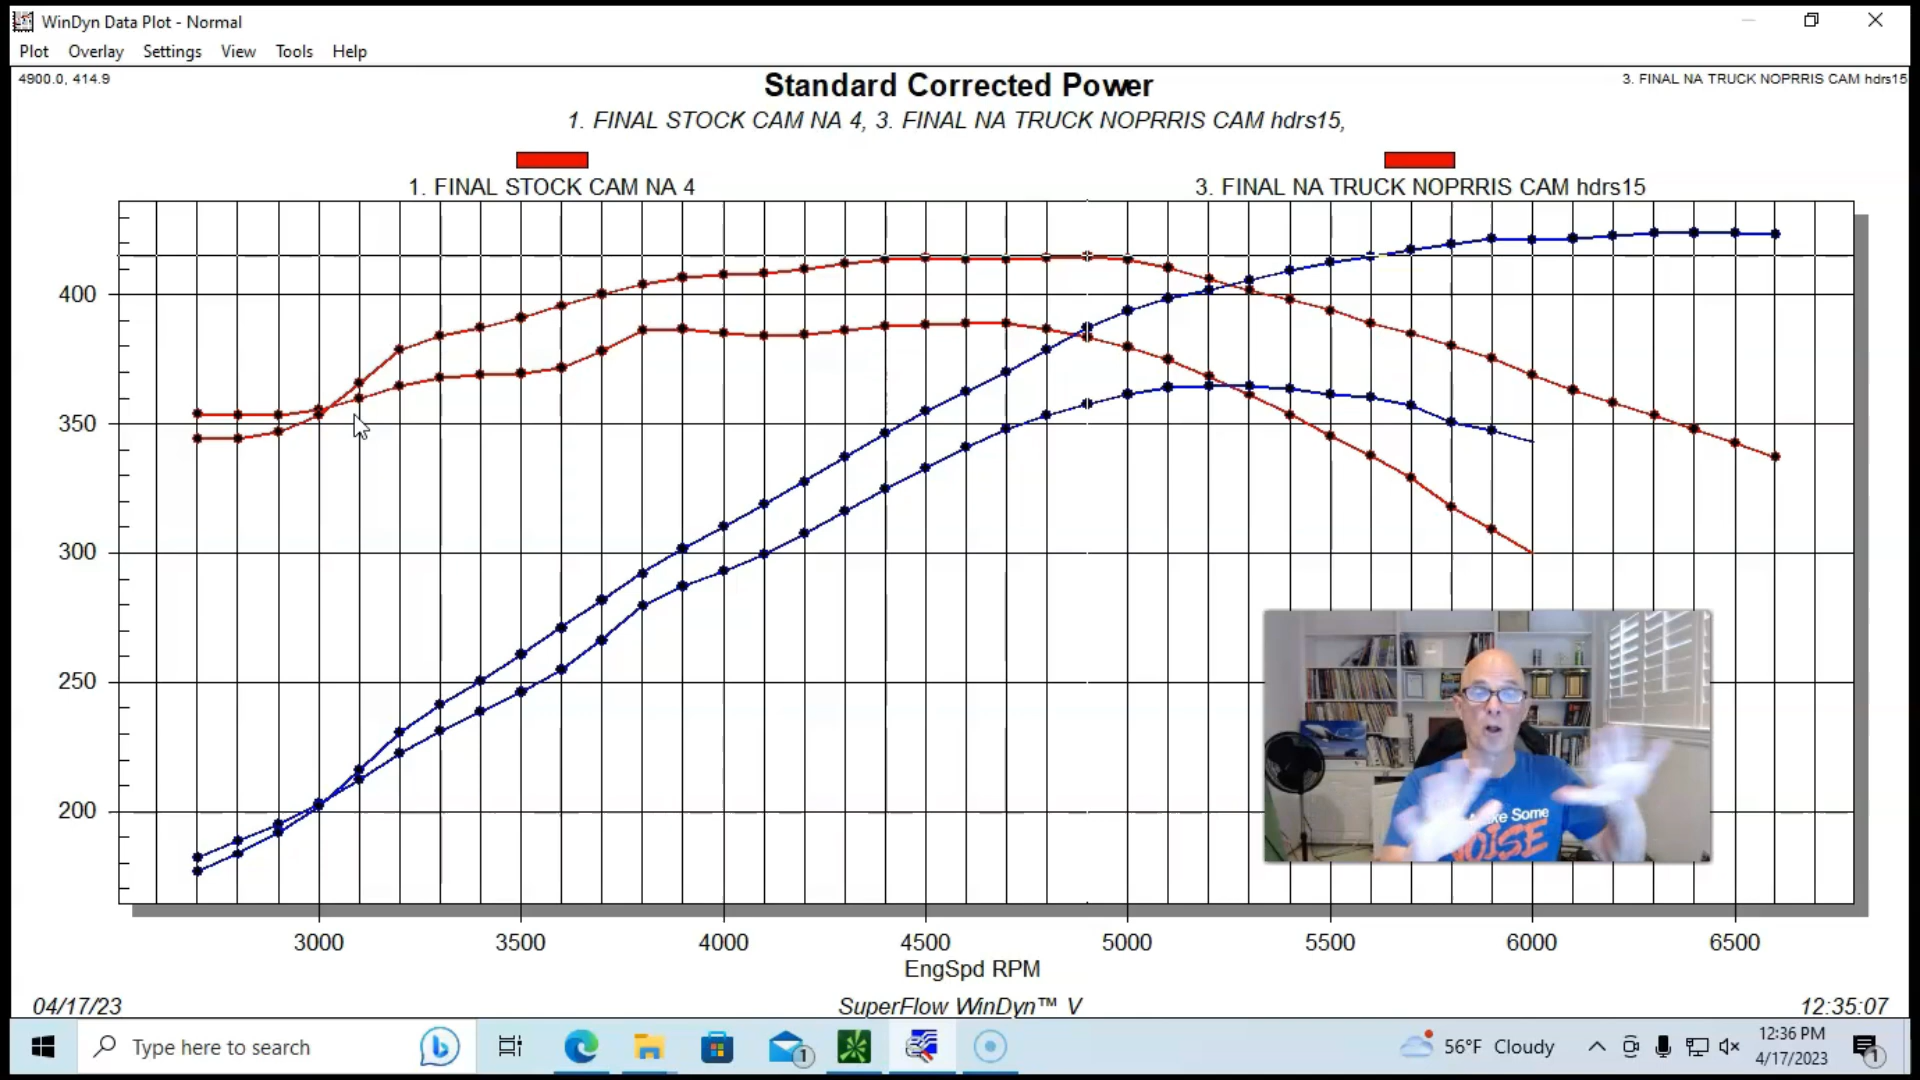 WinDyn Data Plot - Normal
Plot Overlay Settings View Tools Help
4900.0, 414.9
3. FINAL NA TRUCK NOPRRIS CAM hdrs15
Standard Corrected Power
1. FINAL STOCK CAM NA 4, 3. FINAL NA TRUCK NOPRRIS CAM hdrs15,
1. FINAL STOCK CAM NA 4
3. FINAL NA TRUCK NOPRRIS CAM hdrs15
400
350
300
250
200
Some
NOISE
3000 3500 4000 4500 5000 5500 6000 6500
EngSpd RPM
04/17/23
SuperFlow WinDyn™ V
12:35:07
Type here to search
1
56°F Cloudy
12:36 PM
4/17/2023
1